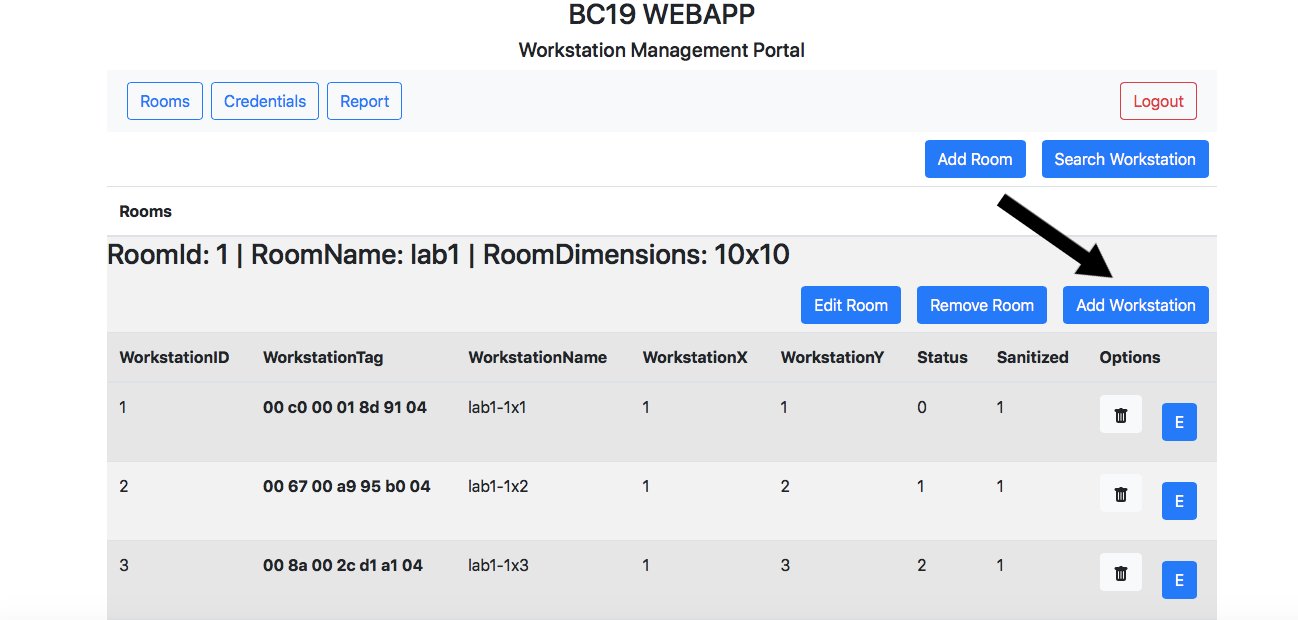 BC19 WEBAPP
Workstation Management Portal
Rooms Credentials Report Logout
Add Room Search Workstation
Rooms
RoomId: 1 | RoomName: lab1 | RoomDimensions: 10x10
Edit Room Remove Room Add Workstation
WorkstationID WorkstationTag WorkstationName WorkstationX WorkstationY Status Sanitized Options
1 00 c0 00 01 8d 91 04 lab1-1x1 1 1 0 1 E
2 00 67 00 a9 95 b0 04 lab1-1x2 1 2 1 1 E
3 00 8a 00 2c d1 a1 04 lab1-1x3 1 3 2 1 E